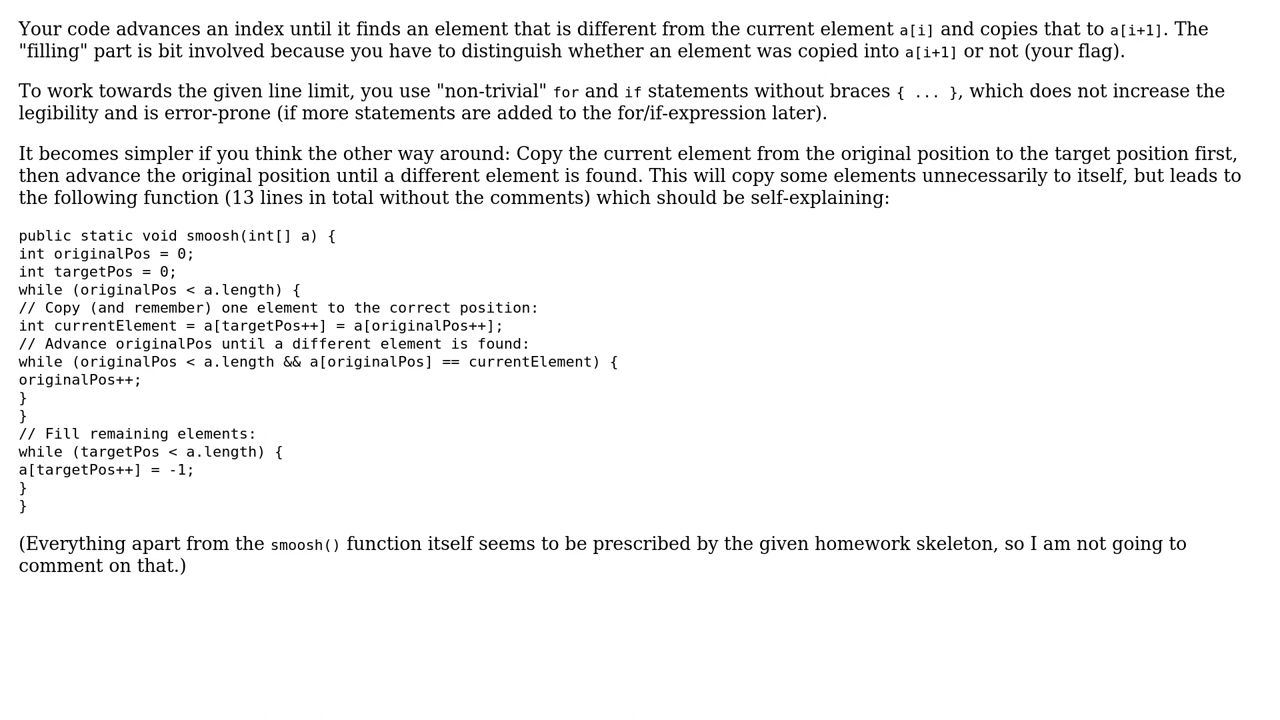 Your code advances an index until it finds an element that is different from the current element a[i] and copies that to a[i+1]. The
"filling" part is bit involved because you have to distinguish whether an element was copied into a[i+1] or not (your flag).
To work towards the given line limit, you use "non-trivial" for and if statements without braces { ... }, which does not increase the
legibility and is error-prone (if more statements are added to the for/if-expression later).
It becomes simpler if you think the other way around: Copy the current element from the original position to the target position first,
then advance the original position until a different element is found. This will copy some elements unnecessarily to itself, but leads to
the following function (13 lines in total without the comments) which should be self-explaining:
public static void smoosh(int[] a) {
int originalPos = 0;
int targetPos = 0;
while (originalPos < a.length) {
// Copy (and remember) one element to the correct position:
int currentElement = a[targetPos++] = a[originalPos++];
// Advance originalPos until a different element is found:
while (originalPos < a.length && a[originalPos] == currentElement) {
originalPos++;
}
}
// Fill remaining elements:
while (targetPos < a.length) {
a[targetPos++] = -1;
}
}
(Everything apart from the smoosh() function itself seems to be prescribed by the given homework skeleton, so I am not going to
comment on that.)